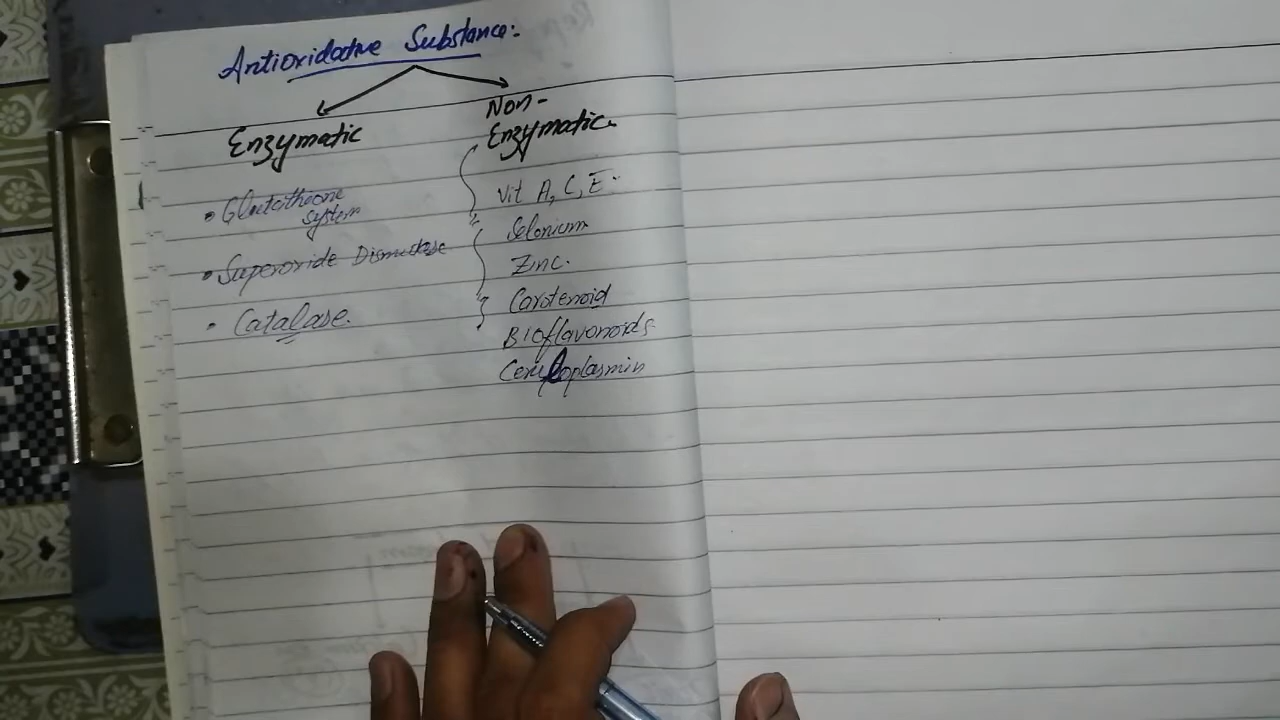 Antioxidative Substance:
Enzymatic
• Glutathione
system
• Superoxide Dismutase
• Catalase.
Non-
Enzymatic.
Vit A, C, E.
Selenium
Zinc.
Carotenoid
Bioflavonoids
Ceruloplasmin